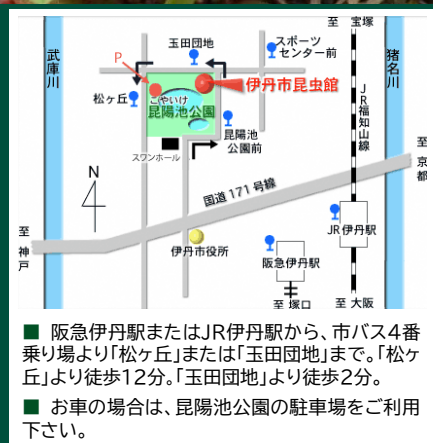 至 宝塚
武庫川
猪名川
P
玉田団地
スポーツ
センター前
伊丹市昆虫館
松ヶ丘
こやいけ
昆陽池公園
昆陽池
公園前
スワンホール
JR福知山線
至 京都
N
国道 171 号線
至 神戸
伊丹市役所
JR伊丹駅
阪急伊丹駅
至 塚口
至 大阪
■ 阪急伊丹駅またはJR伊丹駅から、市バス4番
乗り場より「松ヶ丘」または「玉田団地」まで。「松ヶ
丘」より徒歩12分。「玉田団地」より徒歩2分。
■ お車の場合は、昆陽池公園の駐車場をご利用
下さい。